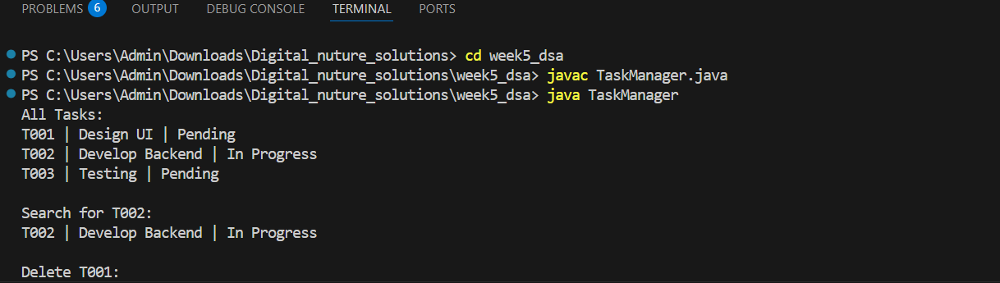 PROBLEMS 6 OUTPUT DEBUG CONSOLE TERMINAL PORTS
PS C:\Users\Admin\Downloads\Digital_nuture_solutions> cd week5_dsa
PS C:\Users\Admin\Downloads\Digital_nuture_solutions\week5_dsa> javac TaskManager.java
PS C:\Users\Admin\Downloads\Digital_nuture_solutions\week5_dsa> java TaskManager
All Tasks:
T001 | Design UI | Pending
T002 | Develop Backend | In Progress
T003 | Testing | Pending
Search for T002:
T002 | Develop Backend | In Progress
Delete T001: